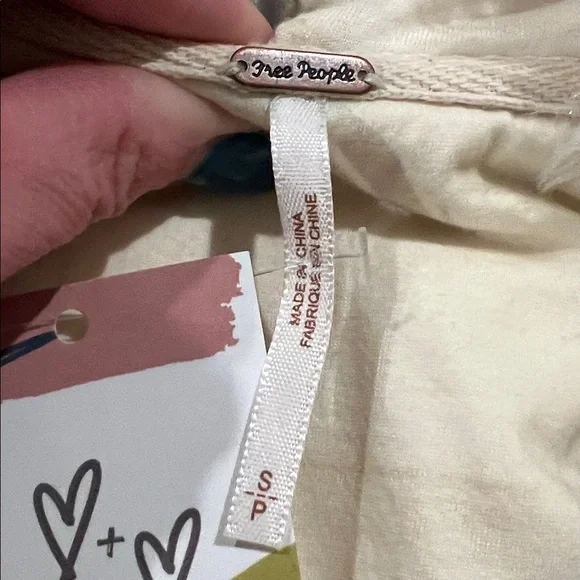 Free People
MADE IN CHINA
FABRIQUE EN CHINE
S
P
+